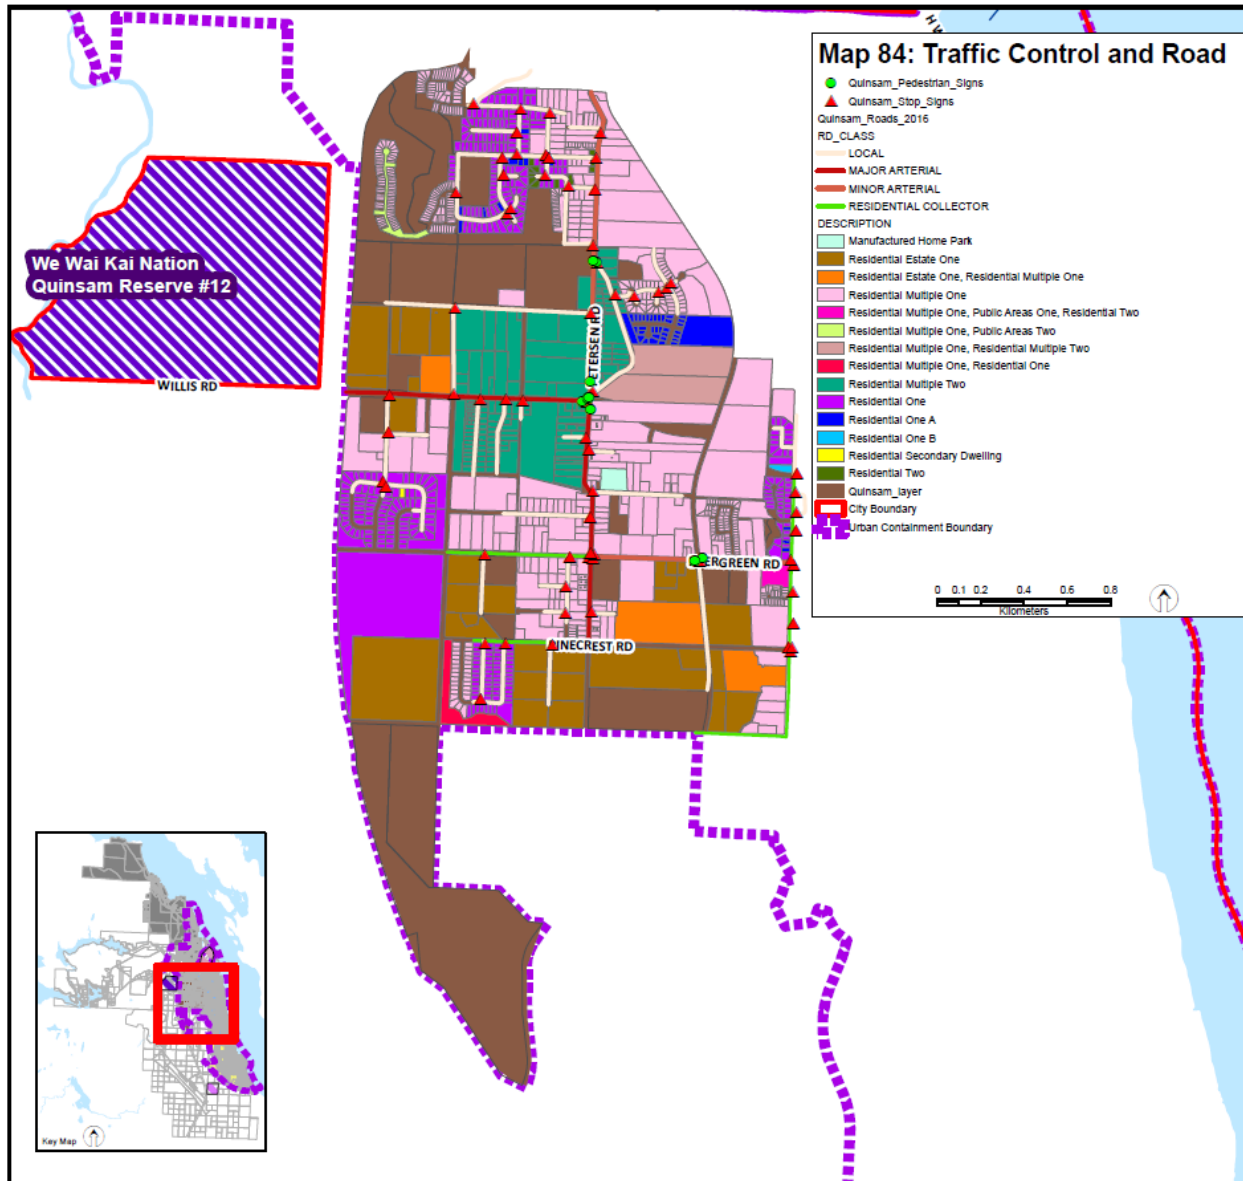 HW
Map 84: Traffic Control and Road
Quinsam_Pedestrian_Signs
Quinsam_Stop_Signs
Quinsam_Roads_2016
RD_CLASS
LOCAL
MAJOR ARTERIAL
MINOR ARTERIAL
RESIDENTIAL COLLECTOR
DESCRIPTION
Manufactured Home Park
Residential Estate One
Residential Estate One, Residential Multiple One
Residential Multiple One
Residential Multiple One, Public Areas One, Residential Two
Residential Multiple One, Public Areas Two
Residential Multiple One, Residential Multiple Two
Residential Multiple One, Residential One
Residential Multiple Two
Residential One
Residential One A
Residential One B
Residential Secondary Dwelling
Residential Two
Quinsam_layer
City Boundary
Urban Containment Boundary
0 0.1 0.2 0.4 0.6 0.8
Kilometers
We Wai Kai Nation
Quinsam Reserve #12
WILLIS RD
ETERSEN RD
ERGREEN RD
INECREST RD
Key Map